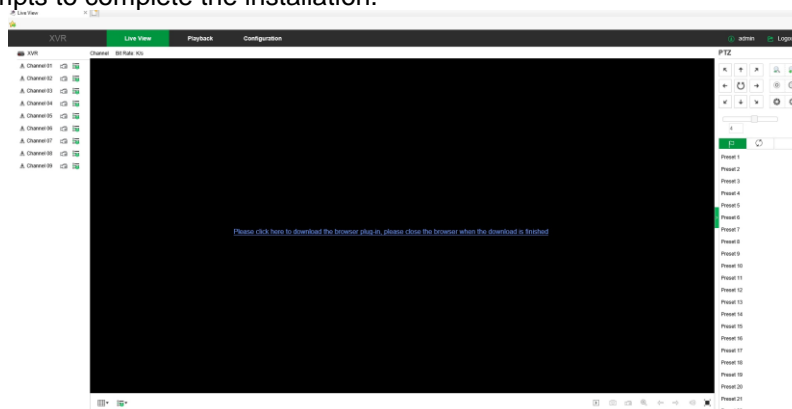 mpts to complete the installation.
Live View
XVR Live View Playback Configuration admin Logou
XVR
Channel Bit Rate: K/s
PTZ
Channel 01
Channel 02
Channel 03
Channel 04
Channel 05
Channel 06
Channel 07
Channel 08
Channel 09
Please click here to download the browser plug-in, please close the browser when the download is finished
Preset 1
Preset 2
Preset 3
Preset 4
Preset 5
Preset 6
Preset 7
Preset 8
Preset 9
Preset 10
Preset 11
Preset 12
Preset 13
Preset 14
Preset 15
Preset 16
Preset 17
Preset 18
Preset 19
Preset 20
Preset 21